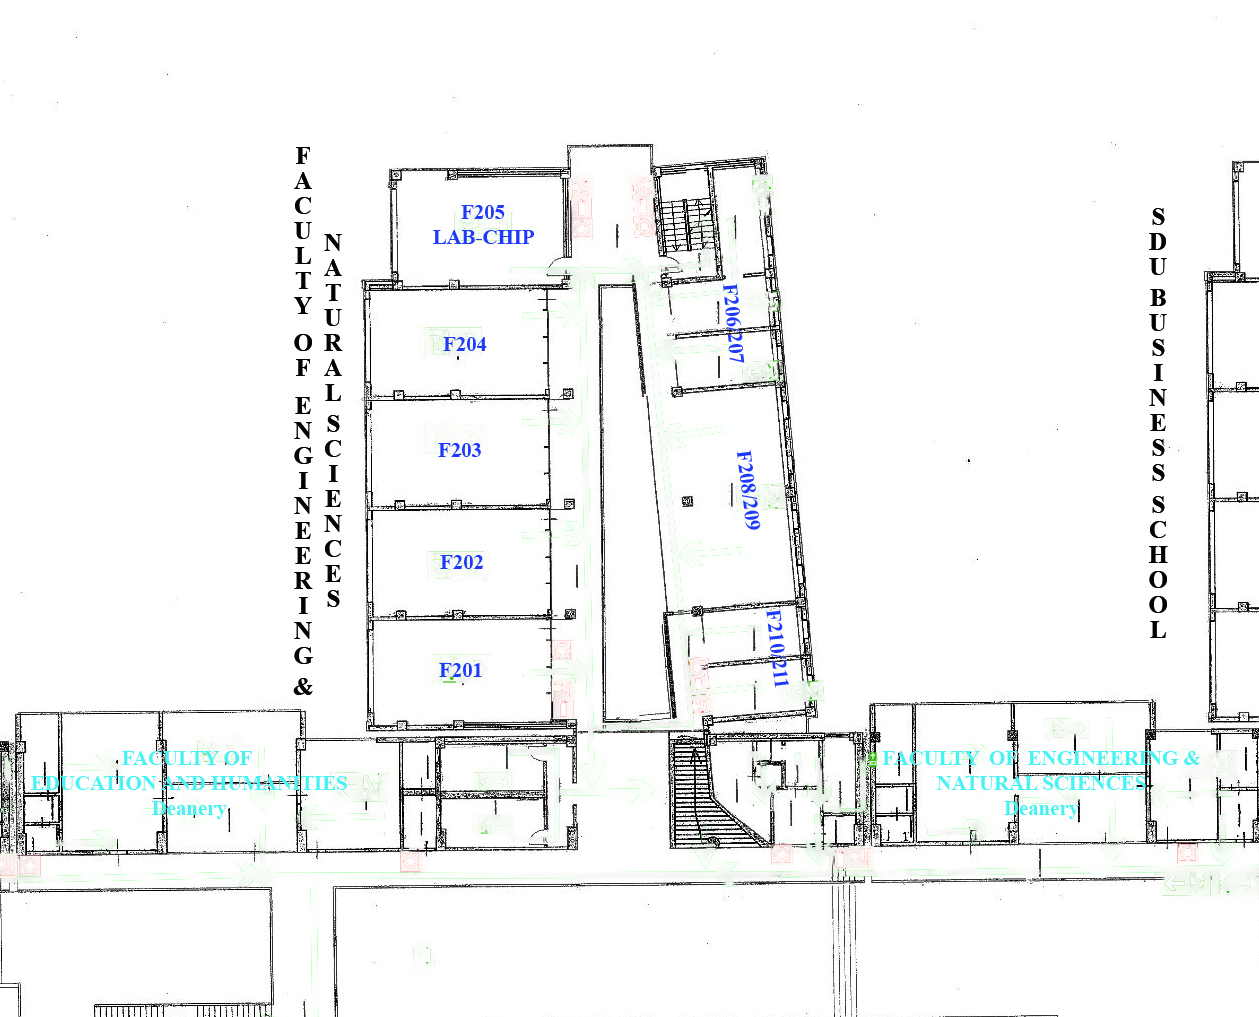 FACULTY OF ENGINEERING &
NATURAL SCIENCES
F205
LAB-CHIP
F204
F203
F202
F201
F206/207
F208/209
F210/211
SDU BUSINESS SCHOOL
FACULTY OF
EDUCATION AND HUMANITIES
Deanery
FACULTY OF ENGINEERING &
NATURAL SCIENCES
Deanery